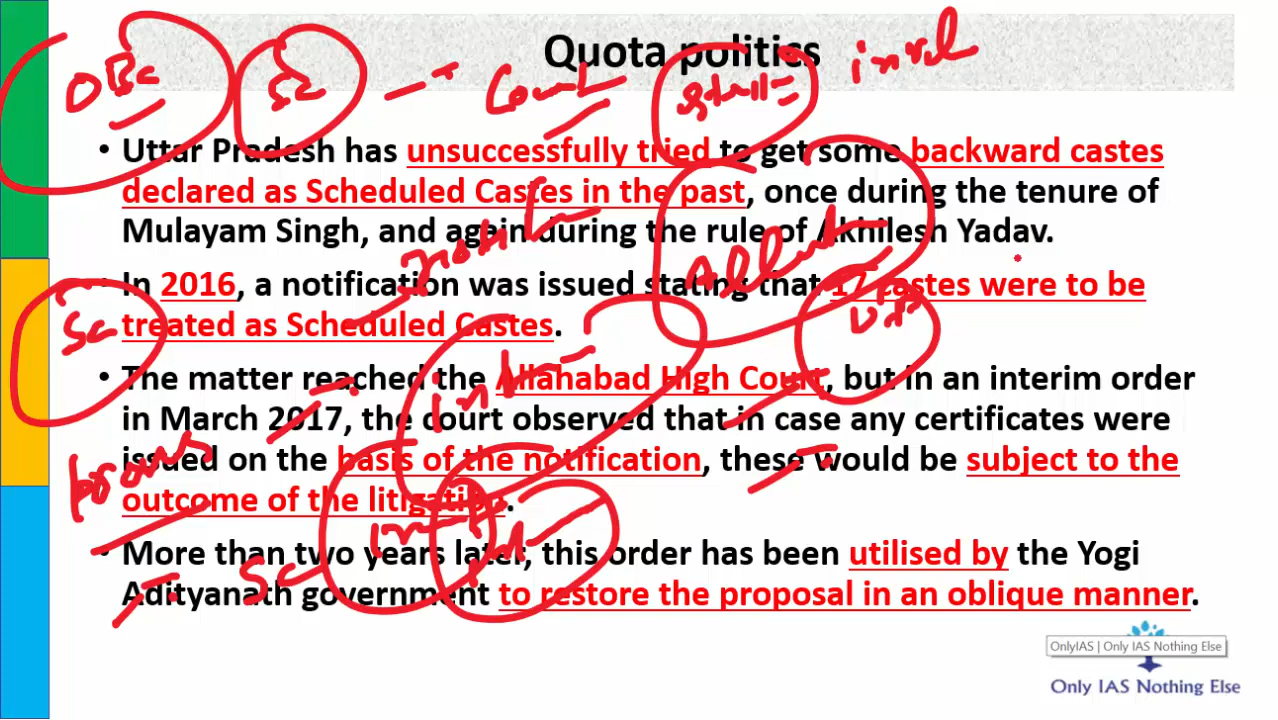 Quota politics
OBC SC Court
• Uttar Pradesh has unsuccessfully tried to get some backward castes
declared as Scheduled Castes in the past, once during the tenure of
Mulayam Singh, and again during the rule of Akhilesh Yadav.
• In 2016, a notification was issued stating that 17 castes were to be
SC
treated as Scheduled Castes.
• The matter reached the Allahabad High Court, but in an interim order
in March 2017, the court observed that in case any certificates were
issued on the basis of the notification, these would be subject to the
outcome of the litigation.
• More than two years later, this order has been utilised by the Yogi
SC
Adityanath government to restore the proposal in an oblique manner.
OnlyIAS | Only IAS Nothing Else
Only IAS Nothing Else